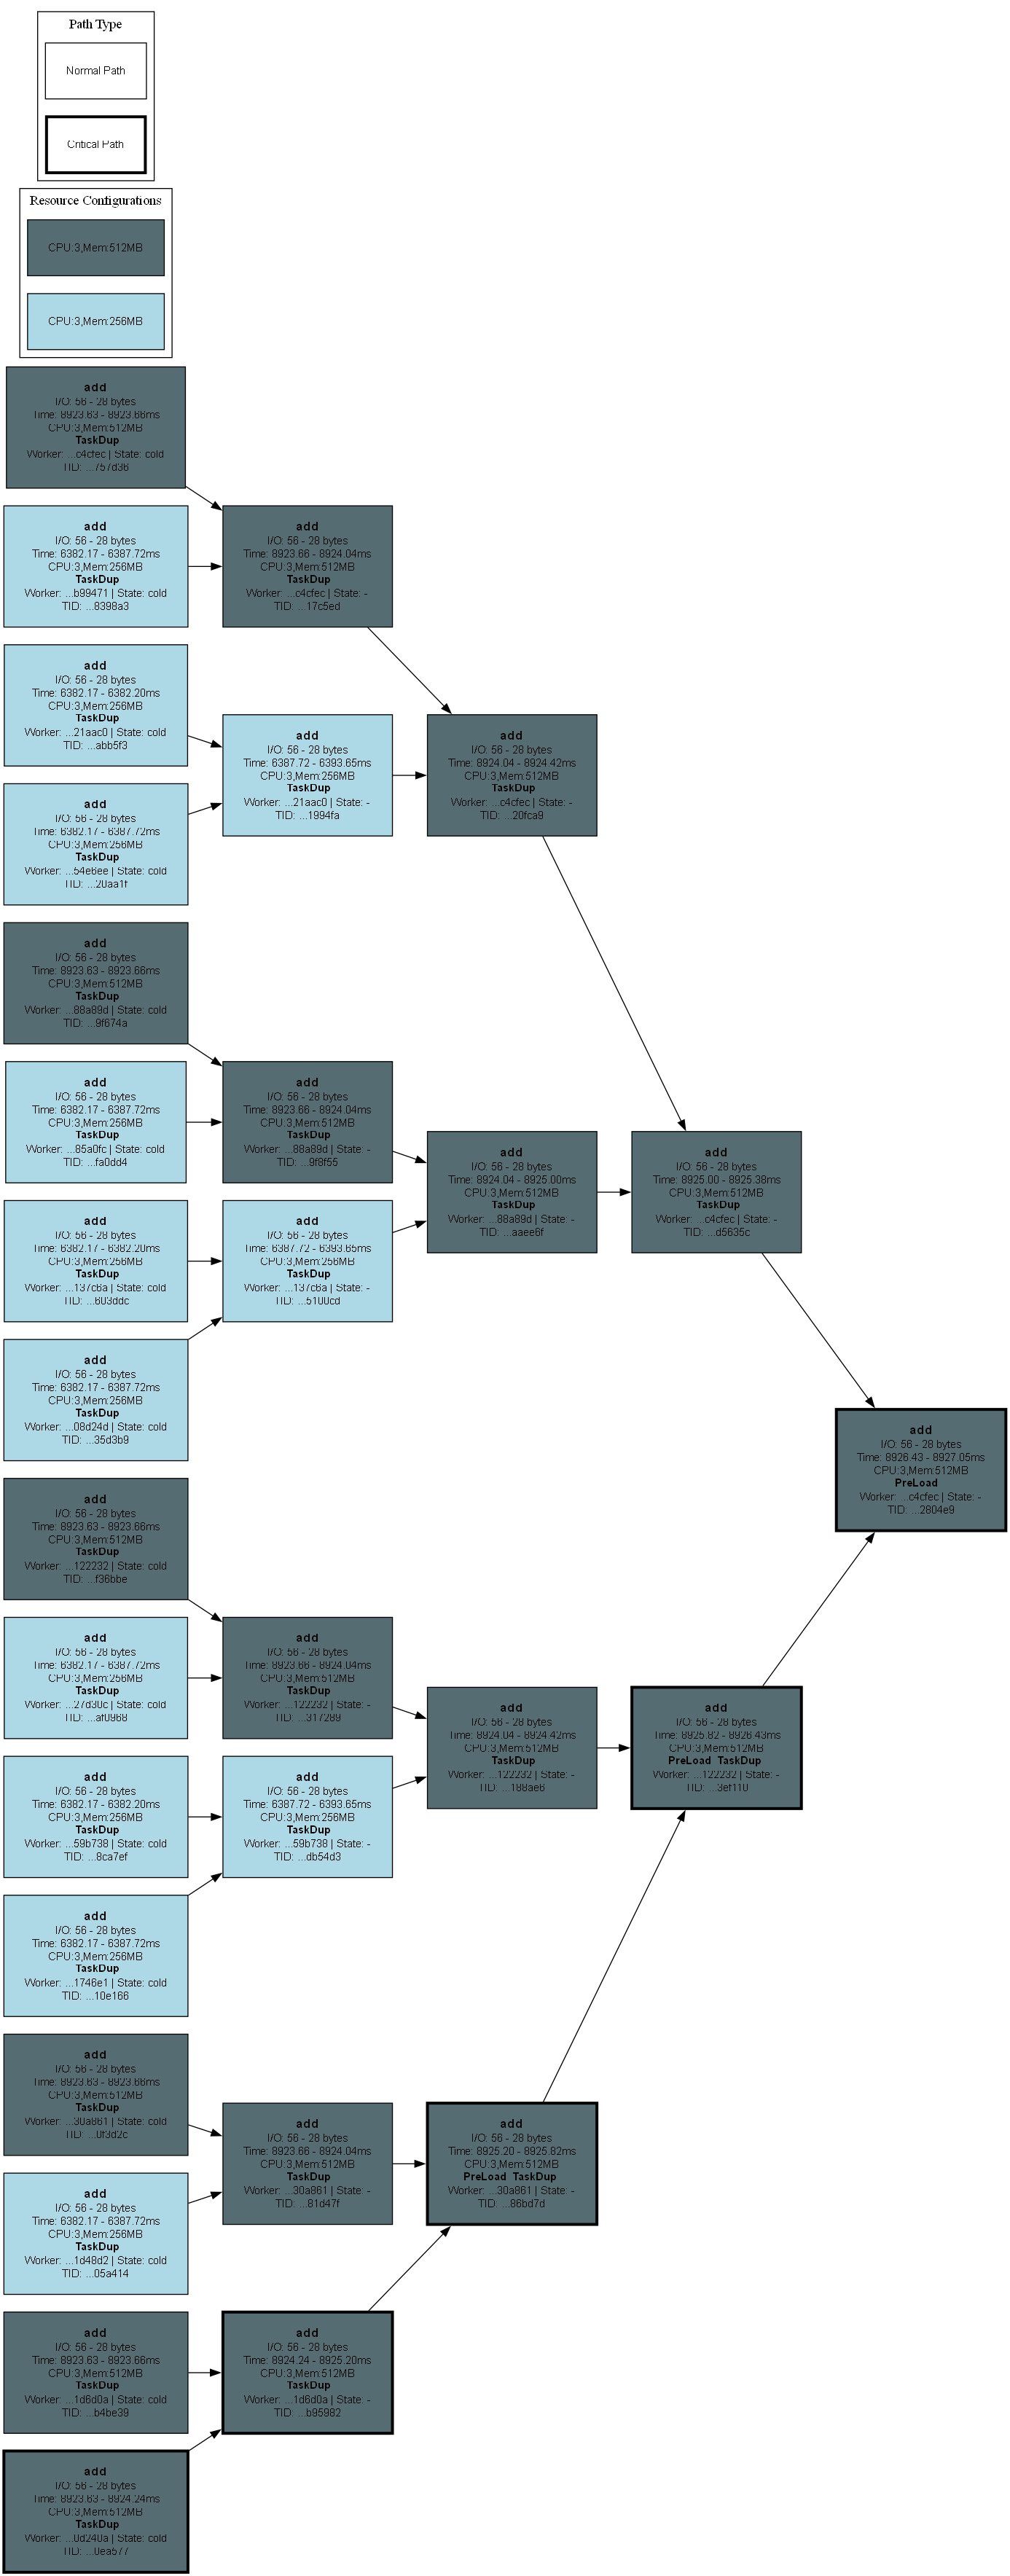 Path Type
Normal Path
Critical Path
Resource Configurations
CPU:3,Mem:512MB
CPU:3,Mem:256MB
add
I/O: 56 - 28 bytes
Time: 8923.63 - 8923.66ms
CPU:3,Mem:512MB
TaskDup
Worker: ...c4cfec | State: cold
TID: ...757d36
add
I/O: 56 - 28 bytes
Time: 6382.17 - 6387.72ms
CPU:3,Mem:256MB
TaskDup
Worker: ...b99471 | State: cold
TID: ...8398a3
add
I/O: 56 - 28 bytes
Time: 8923.66 - 8924.04ms
CPU:3,Mem:512MB
TaskDup
Worker: ...c4cfec | State: -
TID: ...17c5ed
add
I/O: 56 - 28 bytes
Time: 6382.17 - 6382.20ms
CPU:3,Mem:256MB
TaskDup
Worker: ...21aac0 | State: cold
TID: ...abb5f3
add
I/O: 56 - 28 bytes
Time: 6387.72 - 6393.65ms
CPU:3,Mem:256MB
TaskDup
Worker: ...21aac0 | State: -
TID: ...1994fa
add
I/O: 56 - 28 bytes
Time: 8924.04 - 8924.42ms
CPU:3,Mem:512MB
TaskDup
Worker: ...c4cfec | State: -
TID: ...20fca9
add
I/O: 56 - 28 bytes
Time: 6382.17 - 6387.72ms
CPU:3,Mem:256MB
TaskDup
Worker: ...54e6ee | State: cold
TID: ...20aa1f
add
I/O: 56 - 28 bytes
Time: 8923.63 - 8923.66ms
CPU:3,Mem:512MB
TaskDup
Worker: ...88a89d | State: cold
TID: ...9f674a
add
I/O: 56 - 28 bytes
Time: 6382.17 - 6387.72ms
CPU:3,Mem:256MB
TaskDup
Worker: ...85a0fc | State: cold
TID: ...fa0dd4
add
I/O: 56 - 28 bytes
Time: 8923.66 - 8924.04ms
CPU:3,Mem:512MB
TaskDup
Worker: ...88a89d | State: -
TID: ...9f8f55
add
I/O: 56 - 28 bytes
Time: 8924.04 - 8925.00ms
CPU:3,Mem:512MB
TaskDup
Worker: ...88a89d | State: -
TID: ...aaee6f
add
I/O: 56 - 28 bytes
Time: 8925.00 - 8925.38ms
CPU:3,Mem:512MB
TaskDup
Worker: ...c4cfec | State: -
TID: ...d5635c
add
I/O: 56 - 28 bytes
Time: 6382.17 - 6382.20ms
CPU:3,Mem:256MB
TaskDup
Worker: ...137c6a | State: cold
TID: ...603ddc
add
I/O: 56 - 28 bytes
Time: 6387.72 - 6393.65ms
CPU:3,Mem:256MB
TaskDup
Worker: ...137c6a | State: -
TID: ...5100cd
add
I/O: 56 - 28 bytes
Time: 6382.17 - 6387.72ms
CPU:3,Mem:256MB
TaskDup
Worker: ...08d24d | State: cold
TID: ...35d3b9
add
I/O: 56 - 28 bytes
Time: 8926.43 - 8927.05ms
CPU:3,Mem:512MB
PreLoad
Worker: ...c4cfec | State: -
TID: ...2804e9
add
I/O: 56 - 28 bytes
Time: 8923.63 - 8923.66ms
CPU:3,Mem:512MB
TaskDup
Worker: ...122232 | State: cold
TID: ...f36bbe
add
I/O: 56 - 28 bytes
Time: 6382.17 - 6387.72ms
CPU:3,Mem:256MB
TaskDup
Worker: ...27d30c | State: cold
TID: ...af0968
add
I/O: 56 - 28 bytes
Time: 8923.66 - 8924.04ms
CPU:3,Mem:512MB
TaskDup
Worker: ...122232 | State: -
TID: ...317289
add
I/O: 56 - 28 bytes
Time: 8924.04 - 8924.42ms
CPU:3,Mem:512MB
TaskDup
Worker: ...122232 | State: -
TID: ...188ae6
add
I/O: 56 - 28 bytes
Time: 8925.82 - 8926.43ms
CPU:3,Mem:512MB
PreLoad TaskDup
Worker: ...122232 | State: -
TID: ...3ef110
add
I/O: 56 - 28 bytes
Time: 6382.17 - 6382.20ms
CPU:3,Mem:256MB
TaskDup
Worker: ...59b738 | State: cold
TID: ...8ca7ef
add
I/O: 56 - 28 bytes
Time: 6387.72 - 6393.65ms
CPU:3,Mem:256MB
TaskDup
Worker: ...59b738 | State: -
TID: ...db54d3
add
I/O: 56 - 28 bytes
Time: 6382.17 - 6387.72ms
CPU:3,Mem:256MB
TaskDup
Worker: ...1746e1 | State: cold
TID: ...10e166
add
I/O: 56 - 28 bytes
Time: 8923.63 - 8923.66ms
CPU:3,Mem:512MB
TaskDup
Worker: ...30a861 | State: cold
TID: ...0f3d2c
add
I/O: 56 - 28 bytes
Time: 8923.66 - 8924.04ms
CPU:3,Mem:512MB
TaskDup
Worker: ...30a861 | State: -
TID: ...81d47f
add
I/O: 56 - 28 bytes
Time: 8925.20 - 8925.82ms
CPU:3,Mem:512MB
PreLoad TaskDup
Worker: ...30a861 | State: -
TID: ...86bd7d
add
I/O: 56 - 28 bytes
Time: 6382.17 - 6387.72ms
CPU:3,Mem:256MB
TaskDup
Worker: ...1d48d2 | State: cold
TID: ...05a414
add
I/O: 56 - 28 bytes
Time: 8923.63 - 8923.66ms
CPU:3,Mem:512MB
TaskDup
Worker: ...1d6d0a | State: cold
TID: ...b4be39
add
I/O: 56 - 28 bytes
Time: 8924.24 - 8925.20ms
CPU:3,Mem:512MB
TaskDup
Worker: ...1d6d0a | State: -
TID: ...b95982
add
I/O: 56 - 28 bytes
Time: 8923.63 - 8924.24ms
CPU:3,Mem:512MB
TaskDup
Worker: ...0d240a | State: cold
TID: ...0ea577